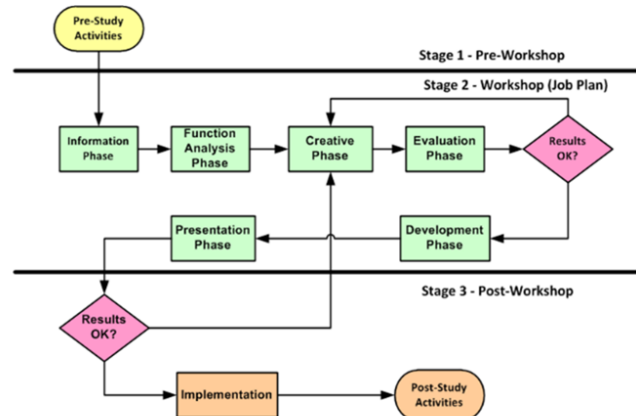 Pre-Study
Activities
Stage 1 - Pre-Workshop
Stage 2 - Workshop (Job Plan)
Information
Phase
Function
Analysis
Phase
Creative
Phase
Evaluation
Phase
Results
OK?
Presentation
Phase
Development
Phase
Stage 3 - Post-Workshop
Results
OK?
Implementation
Post-Study
Activities